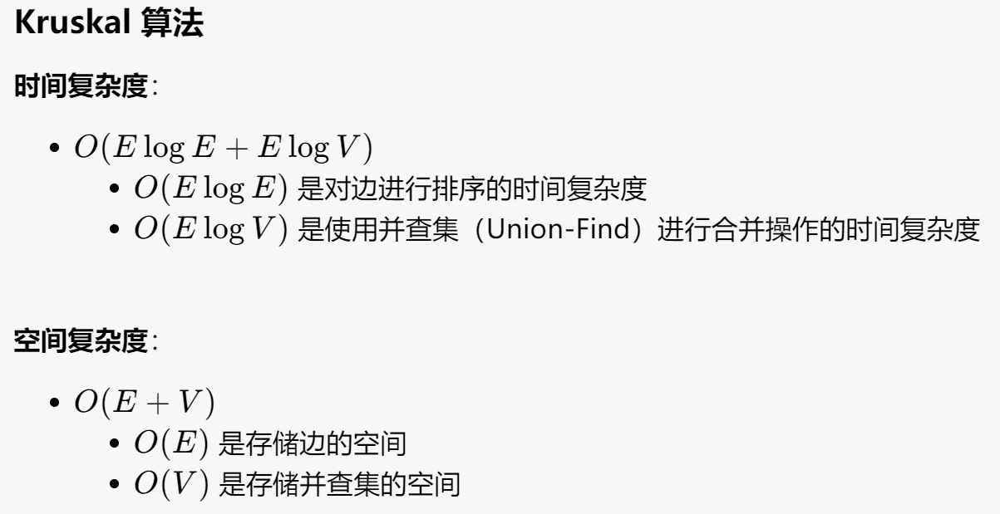 Kruskal 算法
时间复杂度：
• O(E log E + E log V)
• O(E log E) 是对边进行排序的时间复杂度
• O(E log V) 是使用并查集（Union-Find）进行合并操作的时间复杂度
空间复杂度：
• O(E + V)
• O(E) 是存储边的空间
• O(V) 是存储并查集的空间